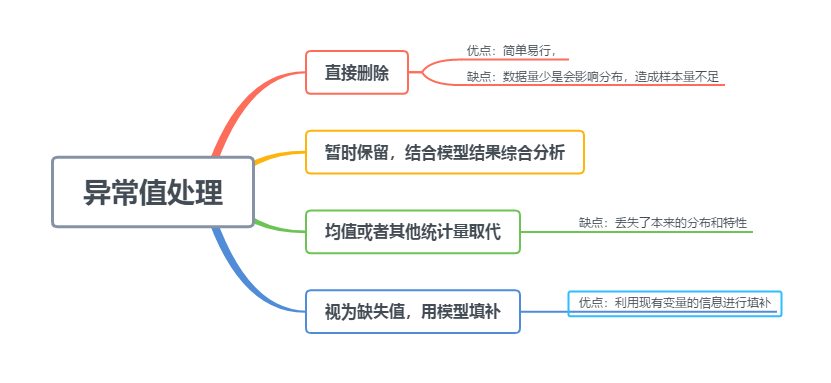 异常值处理
直接删除
优点：简单易行，
缺点：数据量少是会影响分布，造成样本量不足
暂时保留，结合模型结果综合分析
均值或者其他统计量取代
缺点：丢失了本来的分布和特性
视为缺失值，用模型填补
优点：利用现有变量的信息进行填补